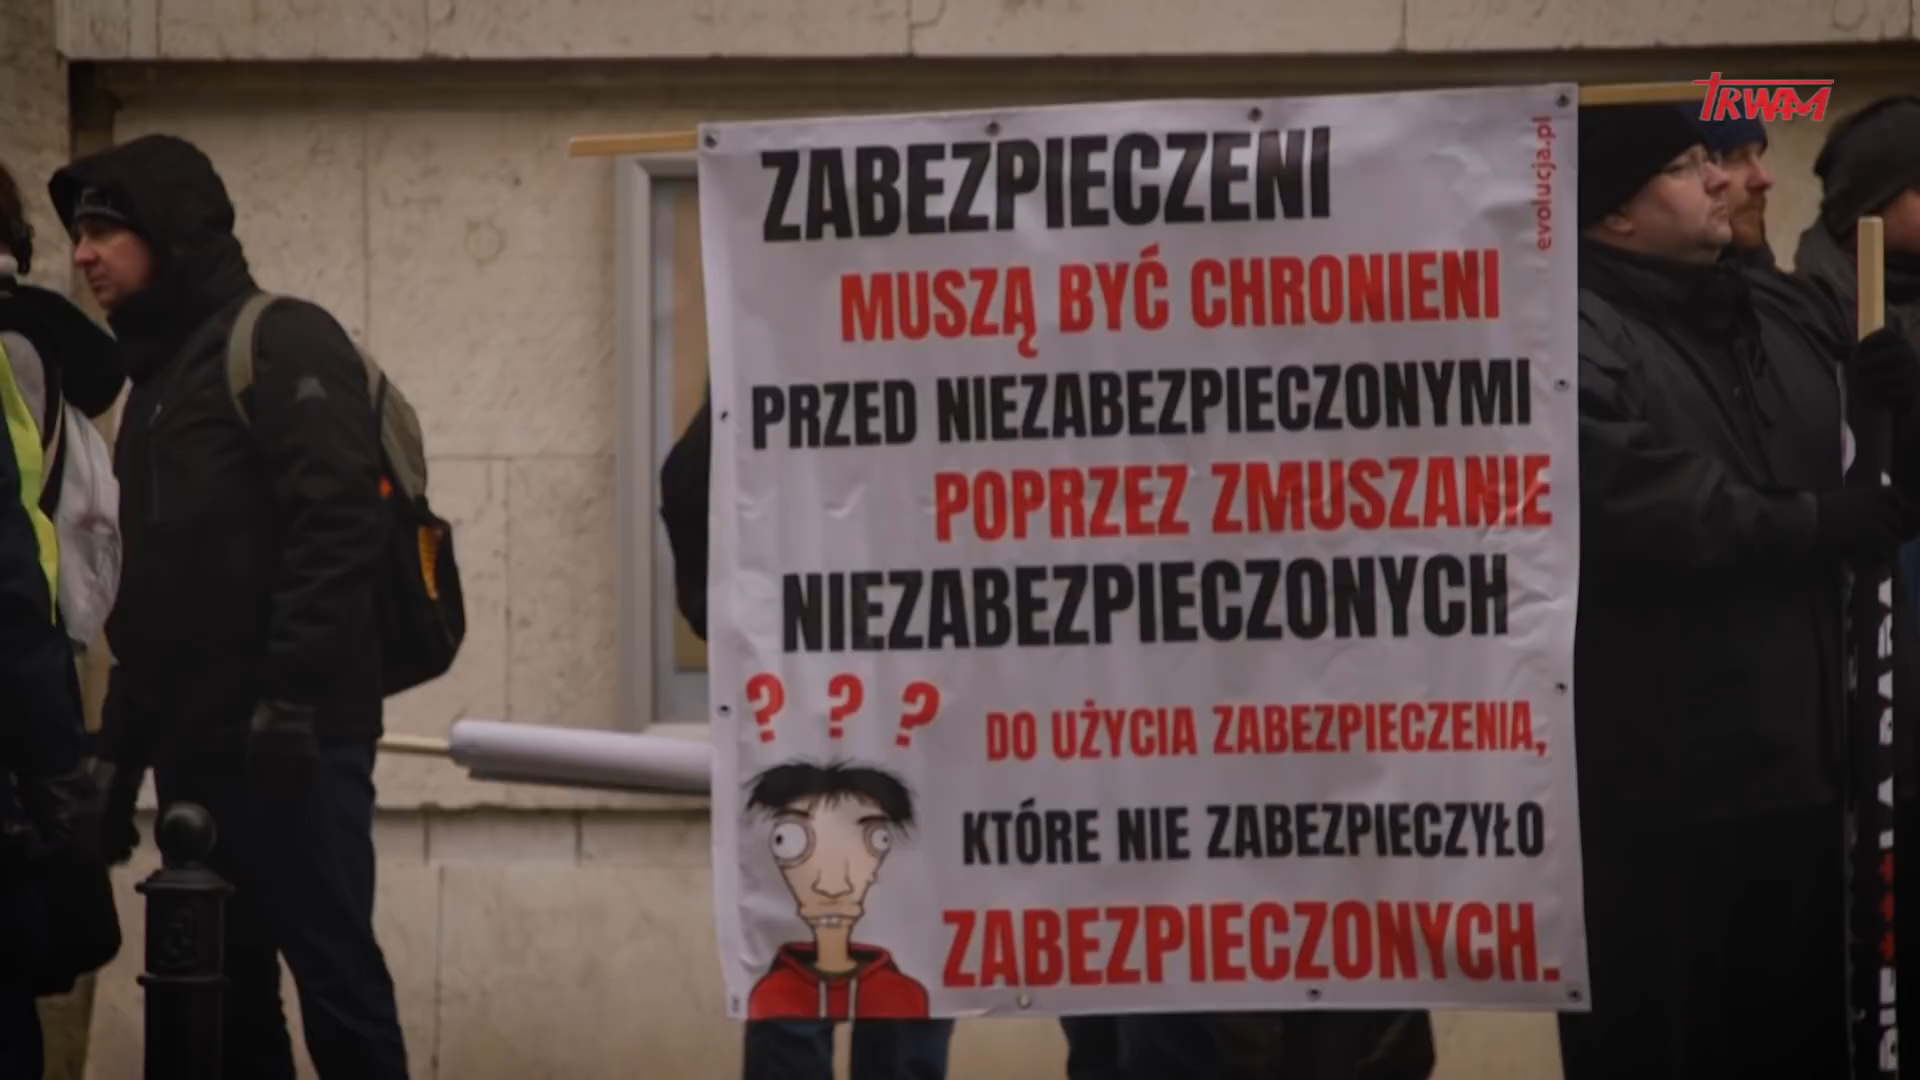 TRWAM
ZABEZPIECZENI
evolucja.pl
MUSZĄ BYĆ CHRONIENI
PRZED NIEZABEZPIECZONYMI
POPRZEZ ZMUSZANIE
NIEZABEZPIECZONYCH
? ? ?
DO UŻYCIA ZABEZPIECZENIA,
KTÓRE NIE ZABEZPIECZYŁO
ZABEZPIECZONYCH.